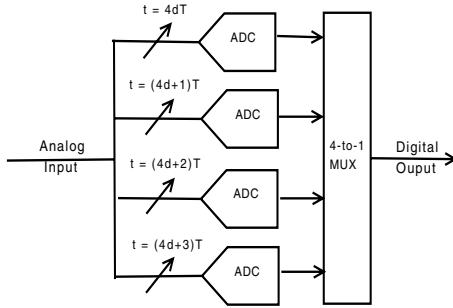 t = 4dT
ADC
t = (4d+1)T
ADC
Analog
Input
t = (4d+2)T
ADC
t = (4d+3)T
ADC
4-to-1
MUX
Digital
Ouput